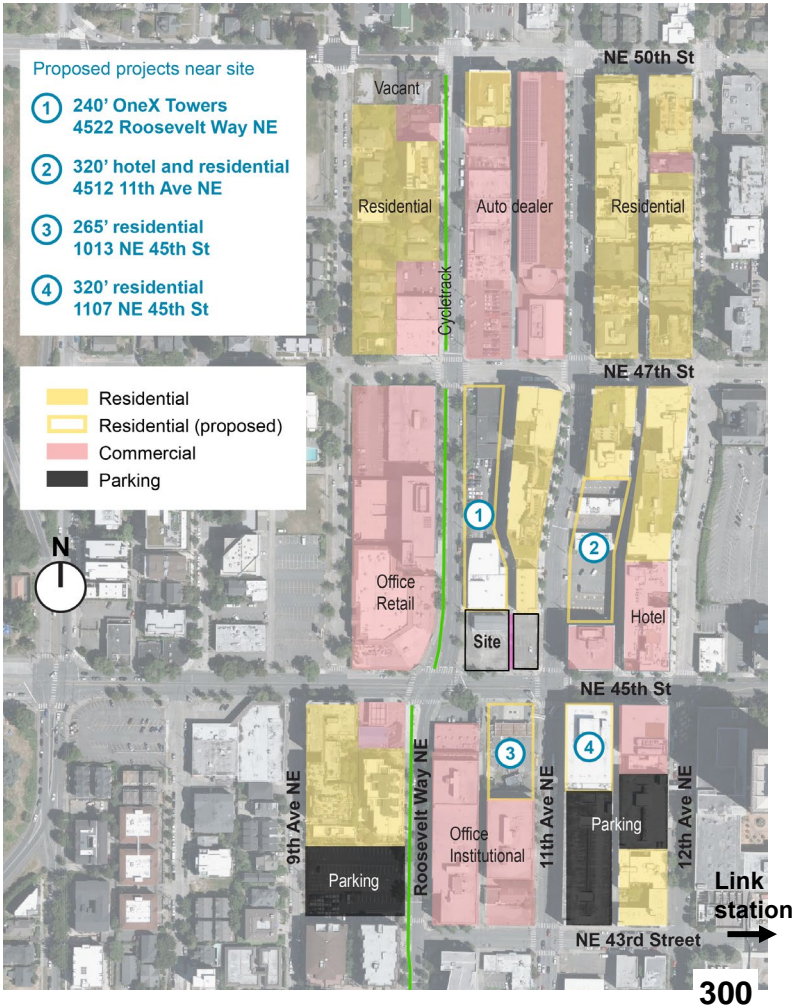 NE 50th St
Proposed projects near site
1 240' OneX Towers
4522 Roosevelt Way NE
2 320' hotel and residential
4512 11th Ave NE
3 265' residential
1013 NE 45th St
4 320' residential
1107 NE 45th St
Vacant
Residential
Auto dealer
Residential
Cycletrack
NE 47th St
Residential
Residential (proposed)
Commercial
Parking
N
1
2
Office
Retail
Site
Hotel
NE 45th St
3
4
9th Ave NE
Roosevelt Way NE
11th Ave NE
12th Ave NE
Office
Institutional
Parking
Parking
Link
station
NE 43rd Street
300